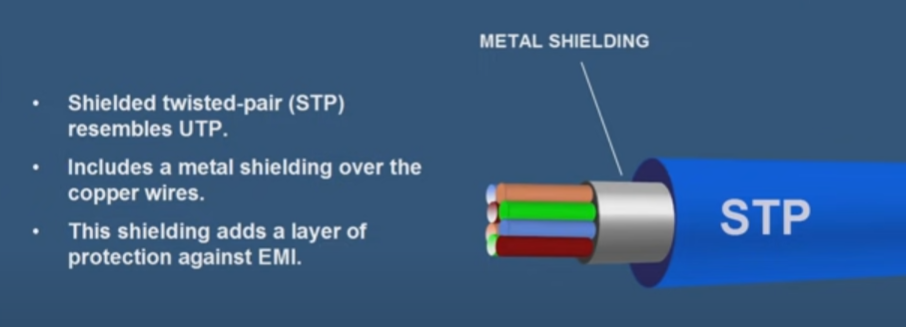 METAL SHIELDING
• Shielded twisted-pair (STP)
resembles UTP.
• Includes a metal shielding over the
copper wires.
• This shielding adds a layer of
protection against EMI.
STP